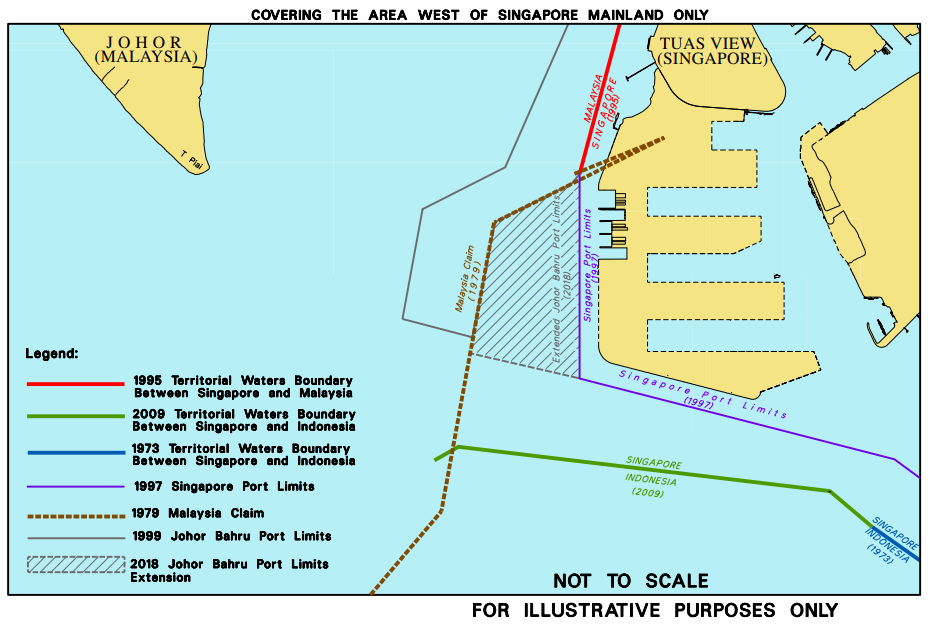 COVERING THE AREA WEST OF SINGAPORE MAINLAND ONLY
JOHOR
(MALAYSIA)
TUAS VIEW
(SINGAPORE)
MALAYSIA
SINGAPORE
(1995)
T Piai
Malaysia Claim
(1979)
Extended Johor Bahru Port Limits
(2018)
Singapore Port Limits
(1997)
Singapore Port Limits
(1997)
Legend:
1995 Territorial Waters Boundary
Between Singapore and Malaysia
2009 Territorial Waters Boundary
Between Singapore and Indonesia
1973 Territorial Waters Boundary
Between Singapore and Indonesia
1997 Singapore Port Limits
1979 Malaysia Claim
1999 Johor Bahru Port Limits
2018 Johor Bahru Port Limits
Extension
SINGAPORE
INDONESIA
(2009)
SINGAPORE
INDONESIA
(1973)
NOT TO SCALE
FOR ILLUSTRATIVE PURPOSES ONLY